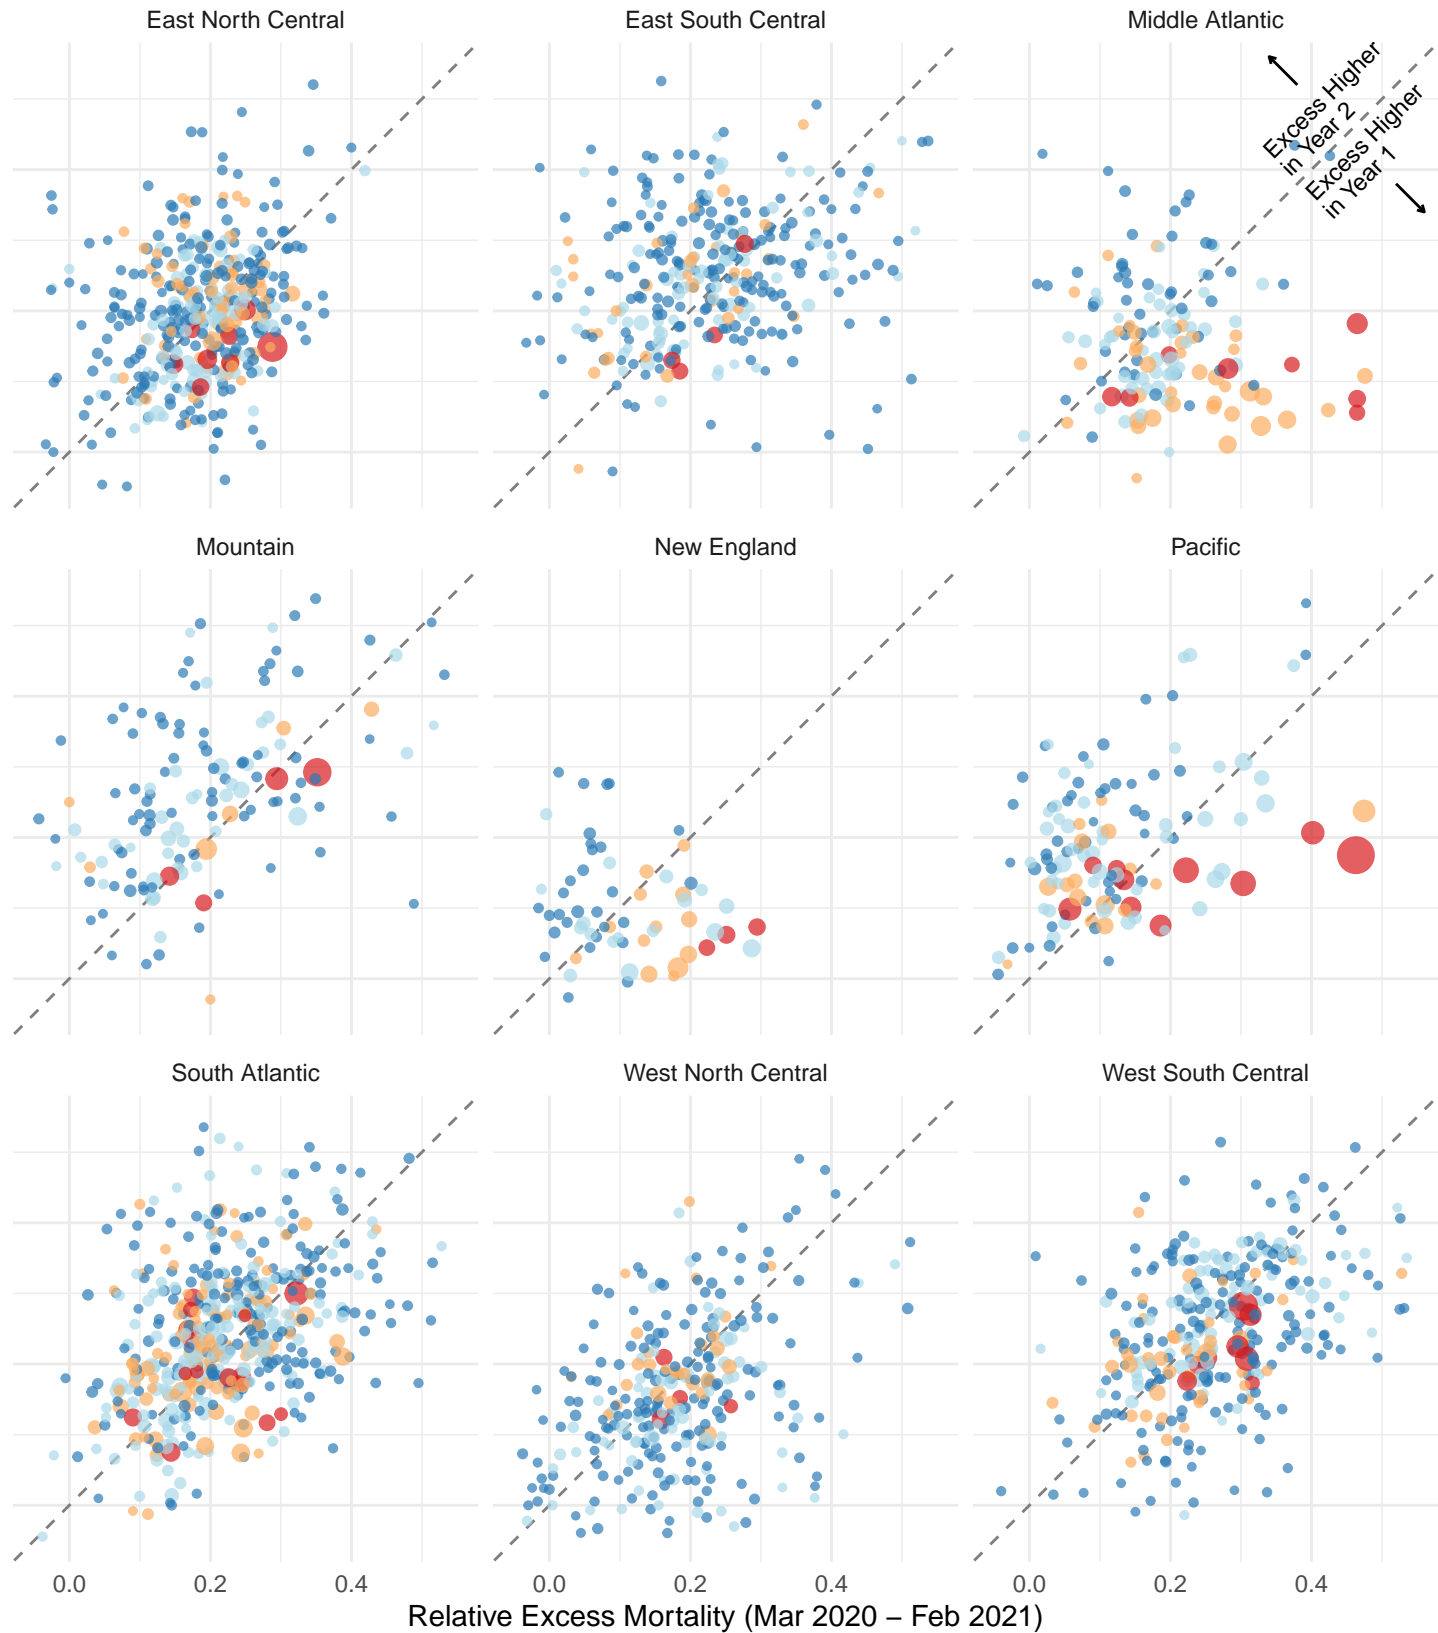 East North Central
East South Central
Middle Atlantic
Excess Higher
in Year 2
Excess Higher
in Year 1
Mountain
New England
Pacific
South Atlantic
West North Central
West South Central
0.0 0.2 0.4 0.0 0.2 0.4 0.0 0.2 0.4
Relative Excess Mortality (Mar 2020 – Feb 2021)